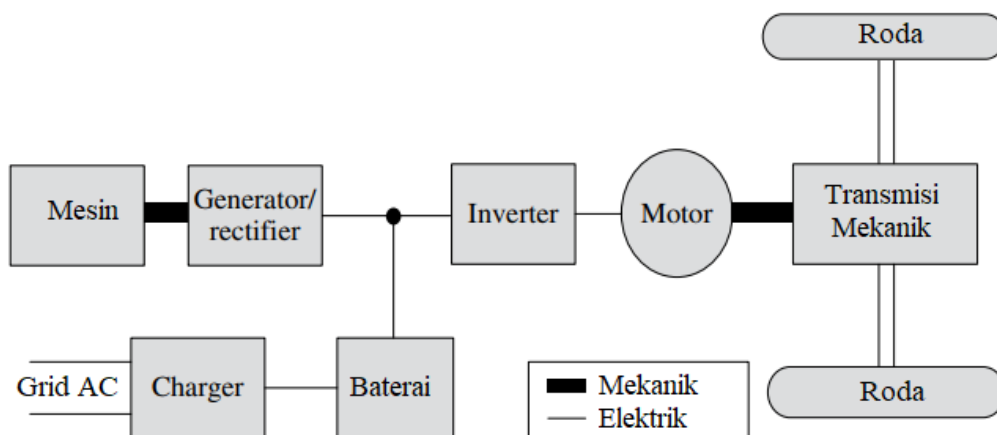 Roda
Mesin
Generator/
rectifier
Inverter
Motor
Transmisi
Mekanik
Grid AC
Charger
Baterai
Mekanik
Elektrik
Roda